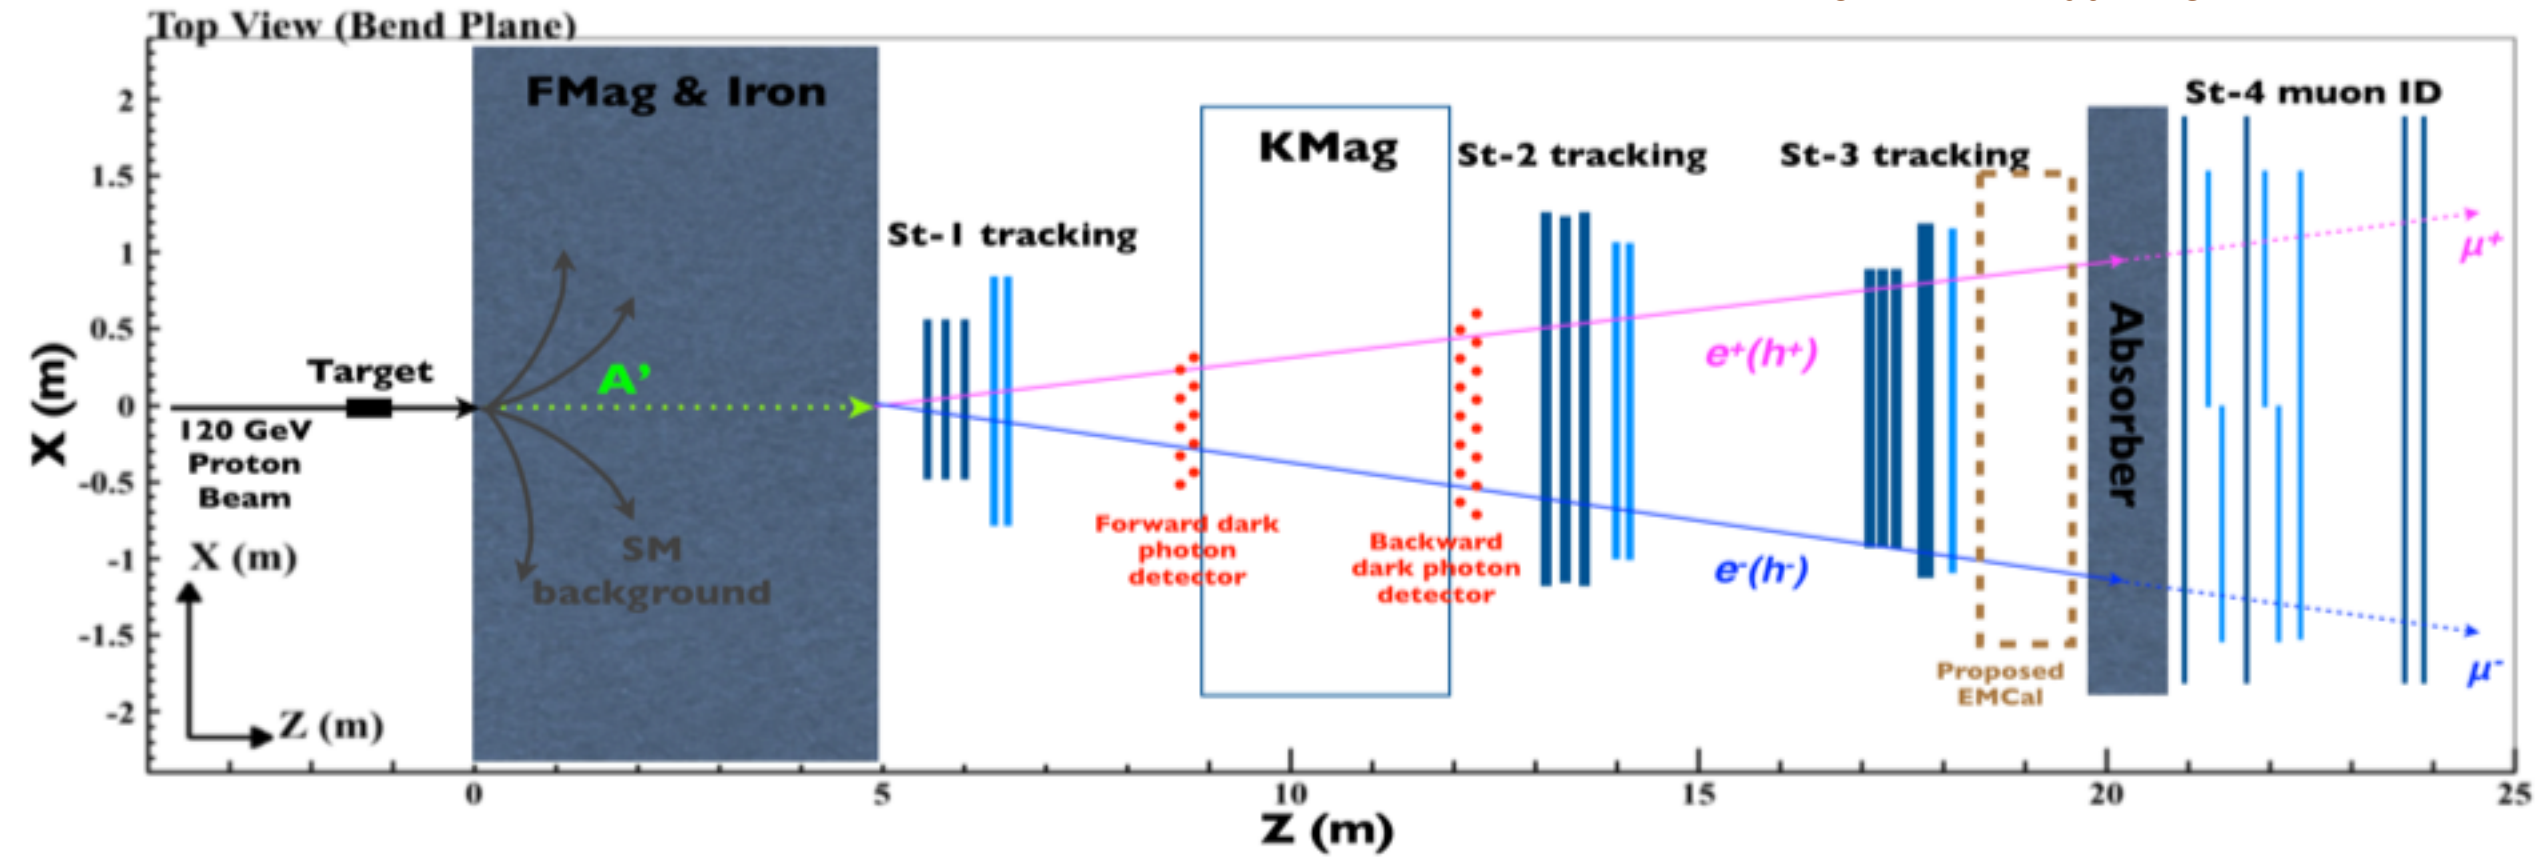 Top View (Bend Plane)
FMag & Iron
St-4 muon ID
KMag
St-2 tracking
St-3 tracking
St-1 tracking
Target
A’
120 GeV
Proton
Beam
SM
background
Forward dark
photon
detector
Backward
dark photon
detector
e+(h+)
e-(h-)
μ+
μ-
Absorber
Proposed
EMCal
X (m)
Z (m)
X (m)
2
1.5
1
0.5
0
-0.5
-1
-1.5
-2
0
5
10
15
20
25
Z (m)